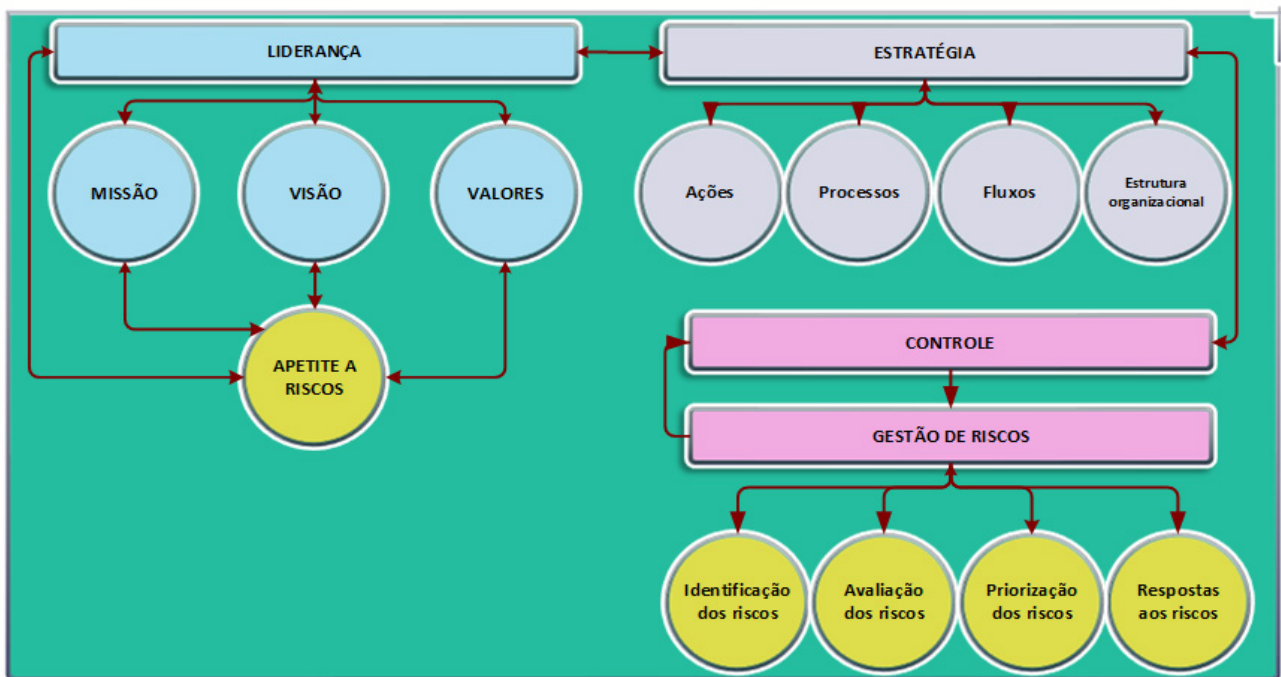 LIDERANÇA
ESTRATÉGIA
MISSÃO
VISÃO
VALORES
Ações
Processos
Fluxos
Estrutura
organizacional
APETITE A
RISCOS
CONTROLE
GESTÃO DE RISCOS
Identificação
dos riscos
Avaliação
dos riscos
Priorização
dos riscos
Respostas
aos riscos